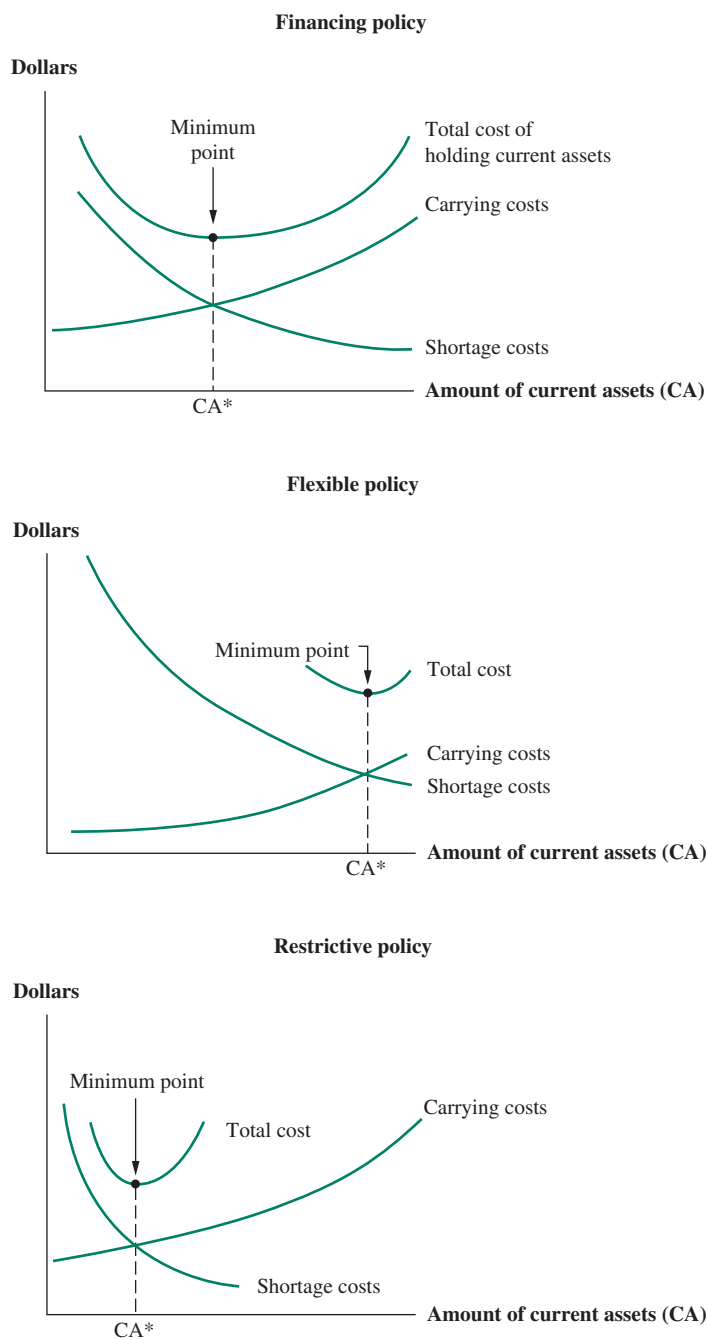 Financing policy
Dollars
Minimum
point
Total cost of
holding current assets
Carrying costs
Shortage costs
Amount of current assets (CA)
CA*
Flexible policy
Dollars
Minimum point
Total cost
Carrying costs
Shortage costs
Amount of current assets (CA)
CA*
Restrictive policy
Dollars
Minimum point
Carrying costs
Total cost
Shortage costs
Amount of current assets (CA)
CA*